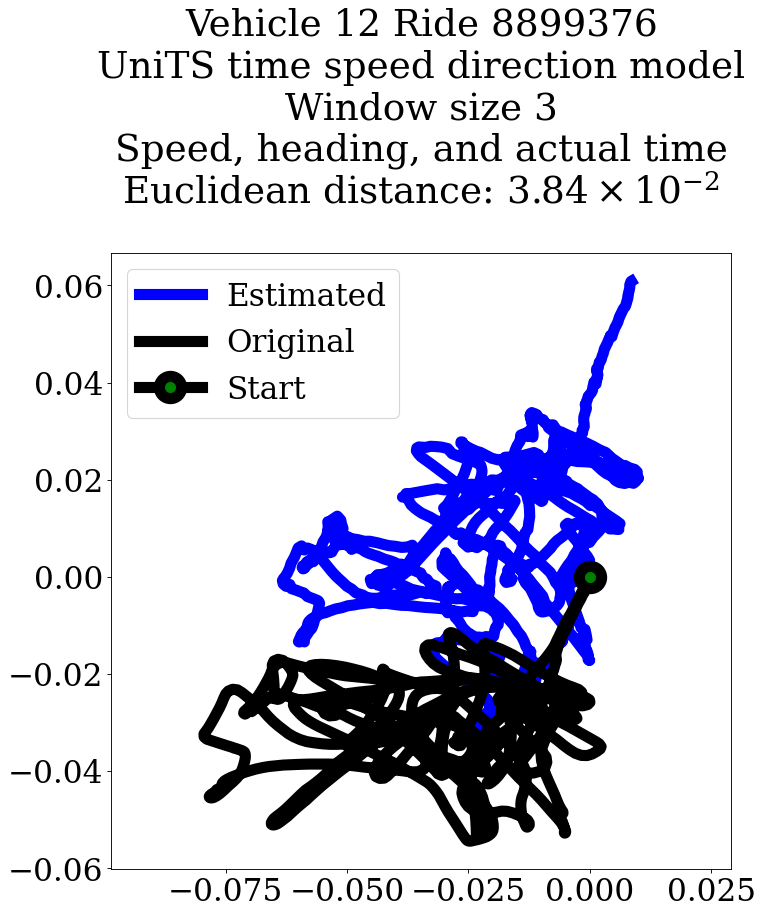 Vehicle 12 Ride 8899376
UniTS time speed direction model
Window size 3
Speed, heading, and actual time
Euclidean distance: 3.84 × 10⁻²
Estimated
Original
Start
0.06
0.04
0.02
0.00
−0.02
−0.04
−0.06
−0.075 −0.050 −0.025 0.000 0.025